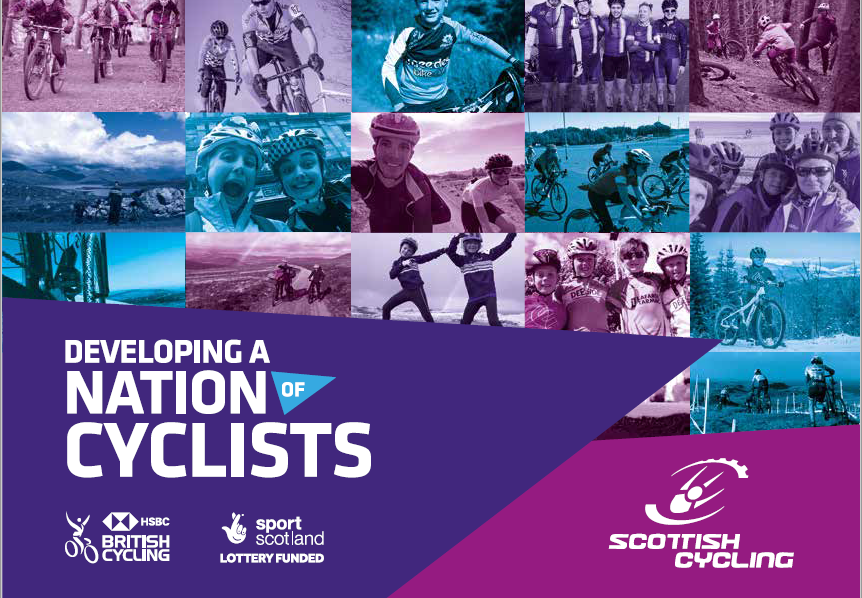 DEVELOPING A
NATION OF
CYCLISTS
HSBC
BRITISH
CYCLING
sport
scotland
LOTTERY FUNDED
SCOTTISH
CYCLING